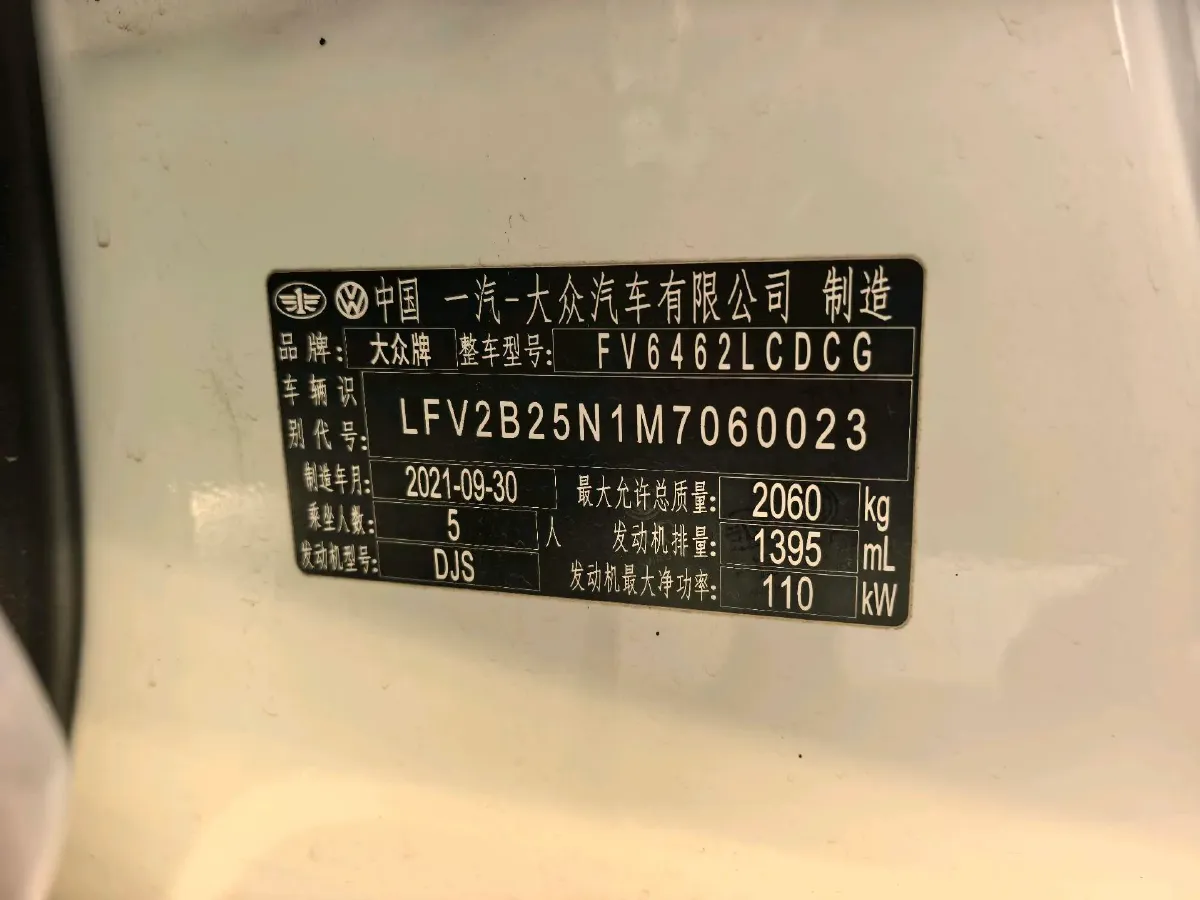 中国 一汽-大众汽车有限公司 制造
品牌: 大众牌 整车型号: FV6462LCDCG
车辆识别代号: LFV2B25N1M7060023
制造年月: 2021-09-30 最大允许总质量: 2060 kg
乘坐人数: 5 人 发动机排量: 1395 mL
发动机型号: DJS 发动机最大净功率: 110 kW